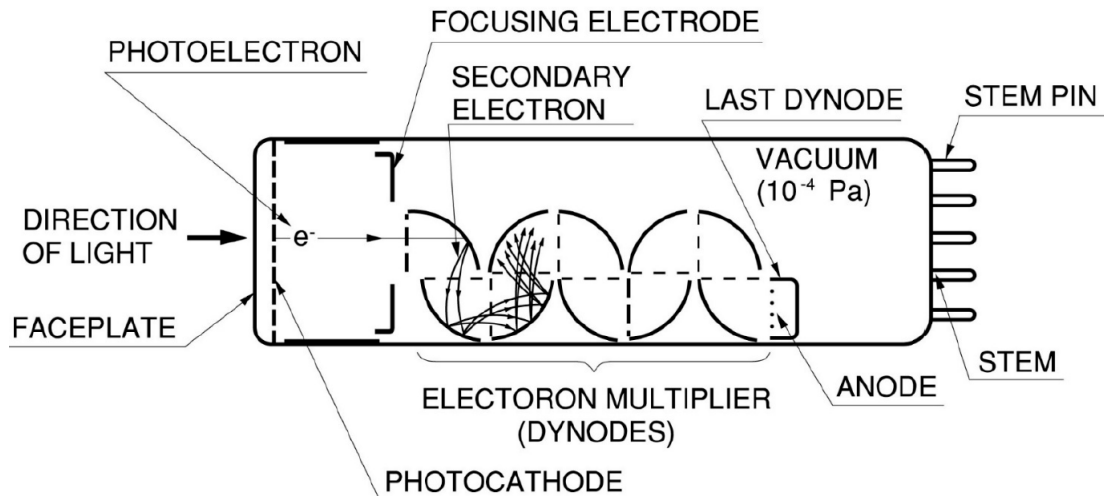 FOCUSING ELECTRODE
PHOTOELECTRON
SECONDARY
ELECTRON
LAST DYNODE
STEM PIN
VACUUM
(10⁻⁴ Pa)
DIRECTION
OF LIGHT
e⁻
FACEPLATE
STEM
ANODE
ELECTORON MULTIPLIER
(DYNODES)
PHOTOCATHODE